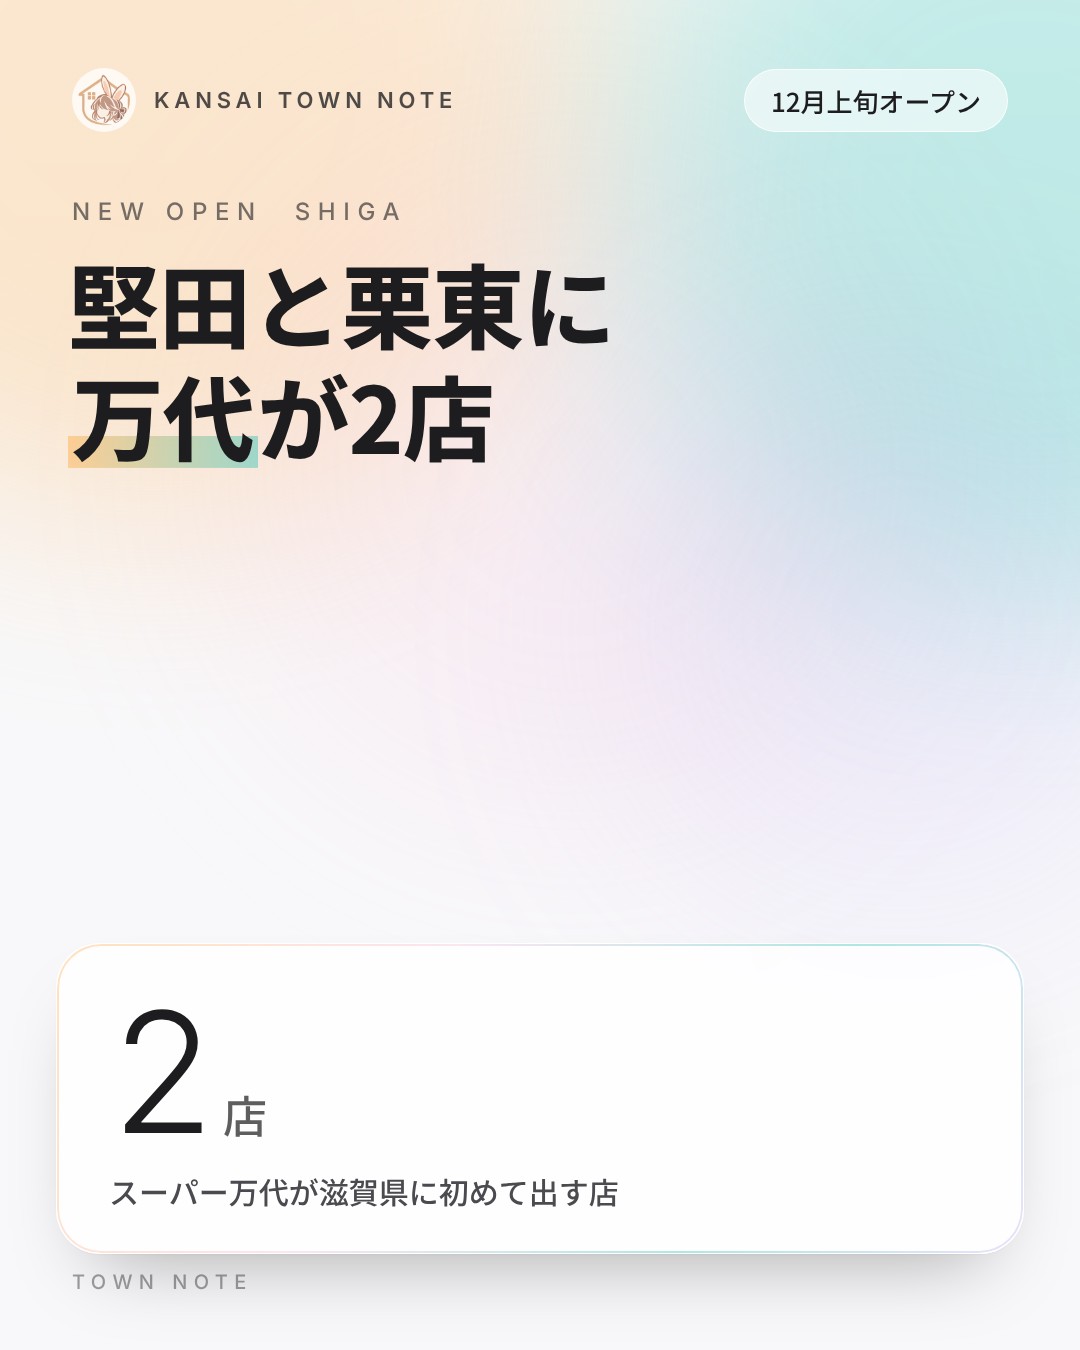 KANSAI TOWN NOTE
12月上旬オープン
NEW OPEN SHIGA
堅田と栗東に
万代が2店
2店
スーパー万代が滋賀県に初めて出す店
TOWN NOTE